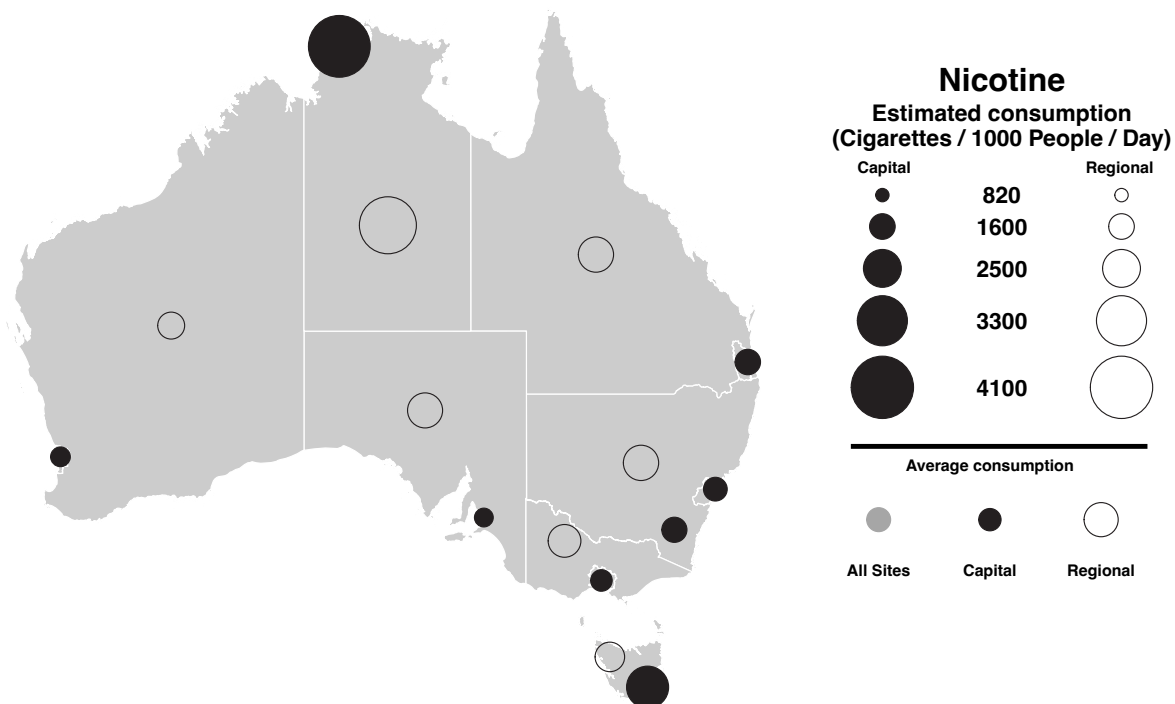 Nicotine
Estimated consumption
(Cigarettes / 1000 People / Day)
Capital Regional
820
1600
2500
3300
4100
Average consumption
All Sites Capital Regional